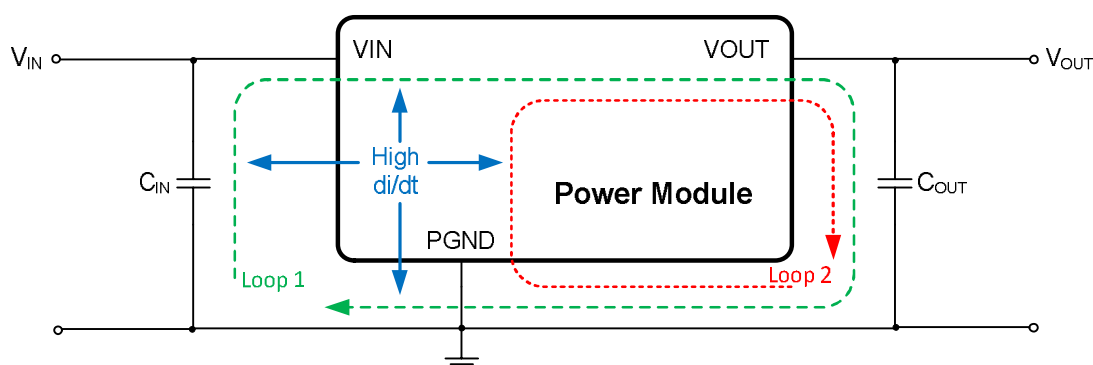 VIN
VIN
VOUT
VOUT
High
di/dt
CIN
Power Module
COUT
PGND
Loop 1
Loop 2